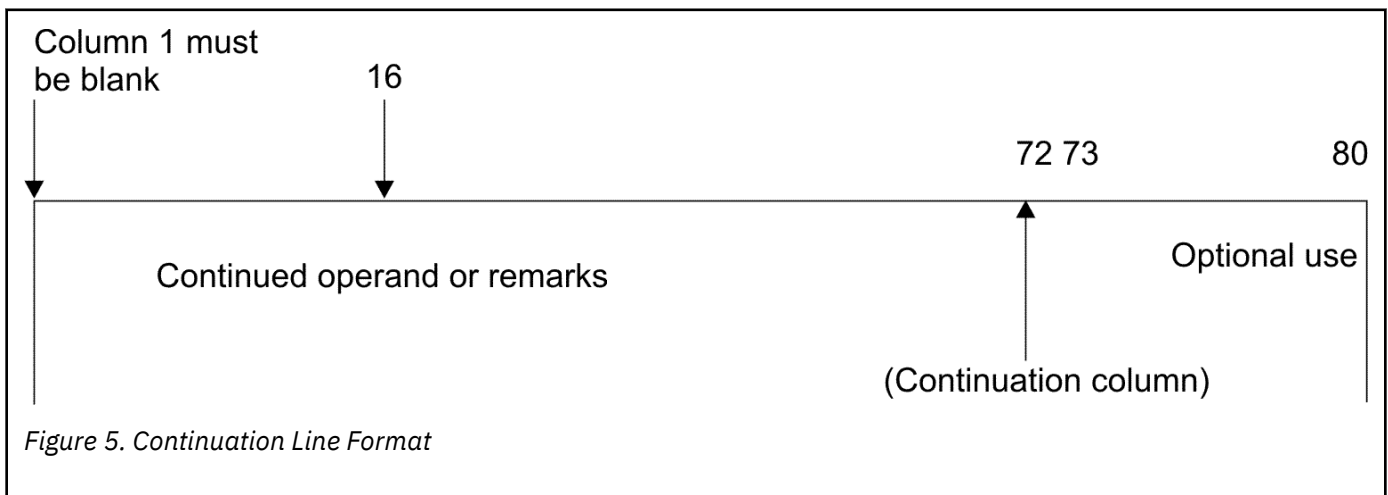 Column 1 must
be blank
16
72 73
80
Optional use
Continued operand or remarks
(Continuation column)
Figure 5. Continuation Line Format